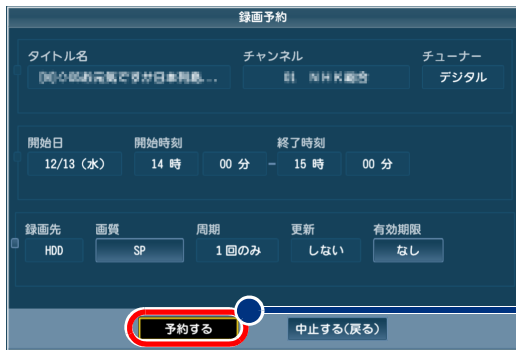 録画予約
タイトル名 チャンネル チューナー
デジタル
開始日 開始時刻 終了時刻
12/13 (水) 14 時 00 分 － 15 時 00 分
録画先 画質 周期 更新 有効期限
HDD SP 1回のみ しない なし
予約する 中止する(戻る)